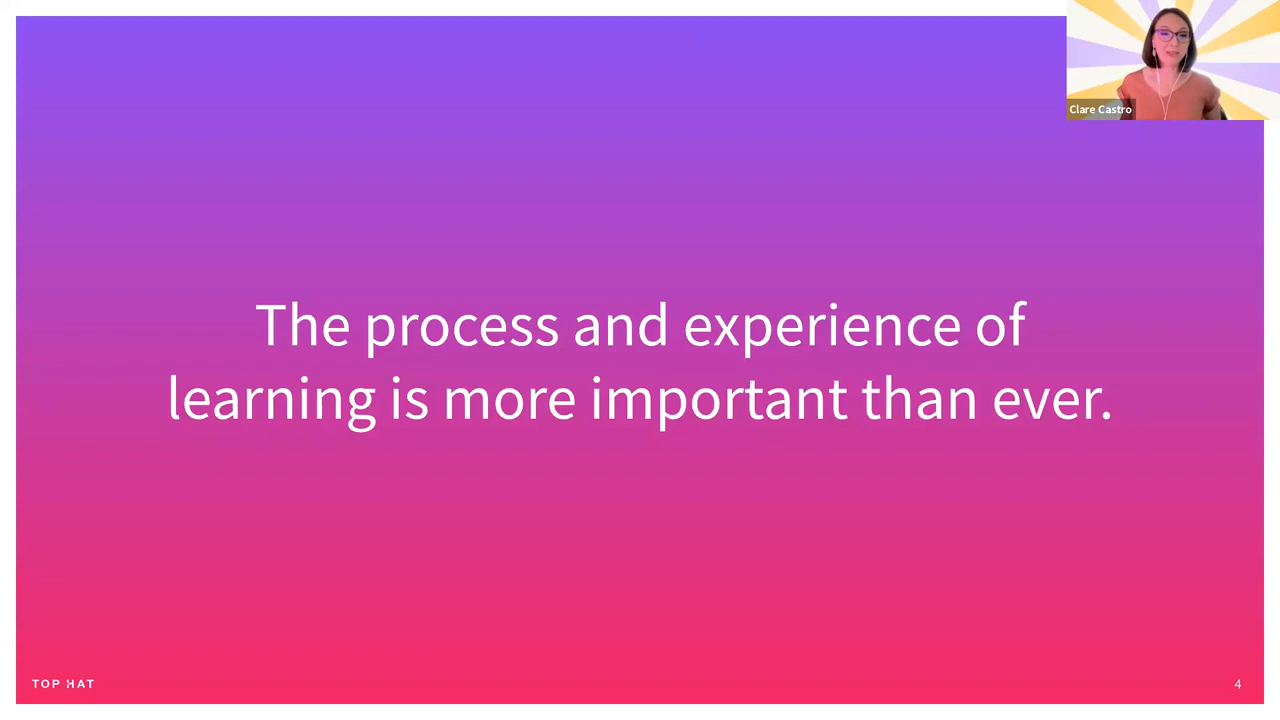 Clare Castro
The process and experience of
learning is more important than ever.
TOP HAT
4